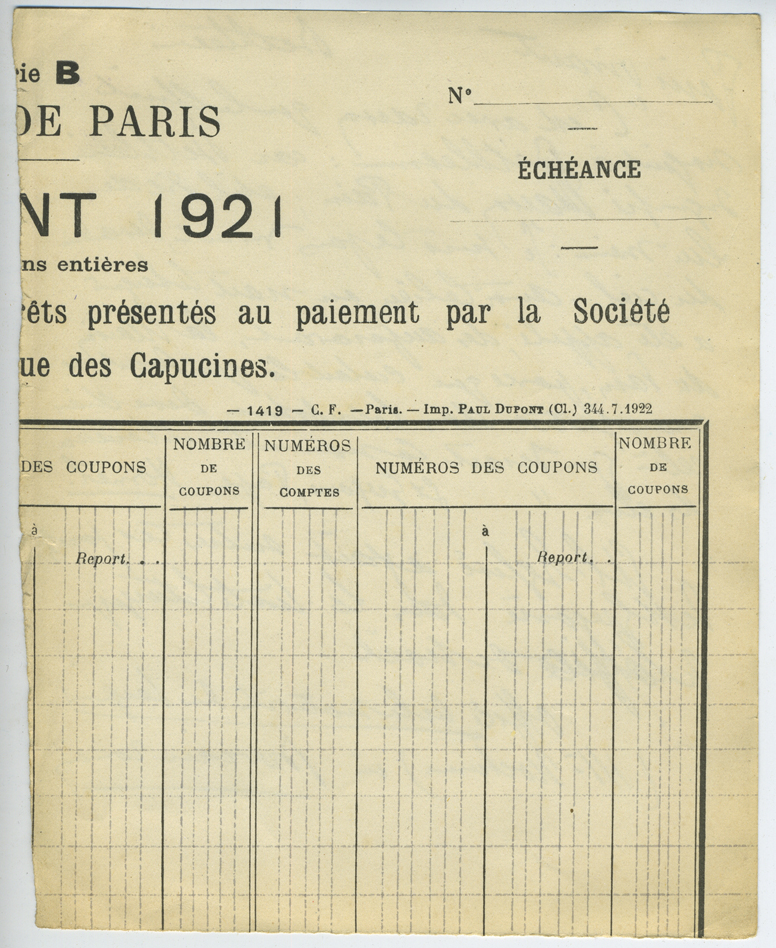 rie B
DE PARIS
N°
ÉCHÉANCE
NT 1921
ns entières
rêts présentés au paiement par la Société
ue des Capucines.
— 1419 — C. F. — Paris. — Imp. PAUL DUPONT (Cl.) 344.7.1922
DES COUPONS
NOMBRE
DE
COUPONS
NUMÉROS
DES
COMPTES
NUMÉROS DES COUPONS
NOMBRE
DE
COUPONS
à
Report. . .
à
Report. .